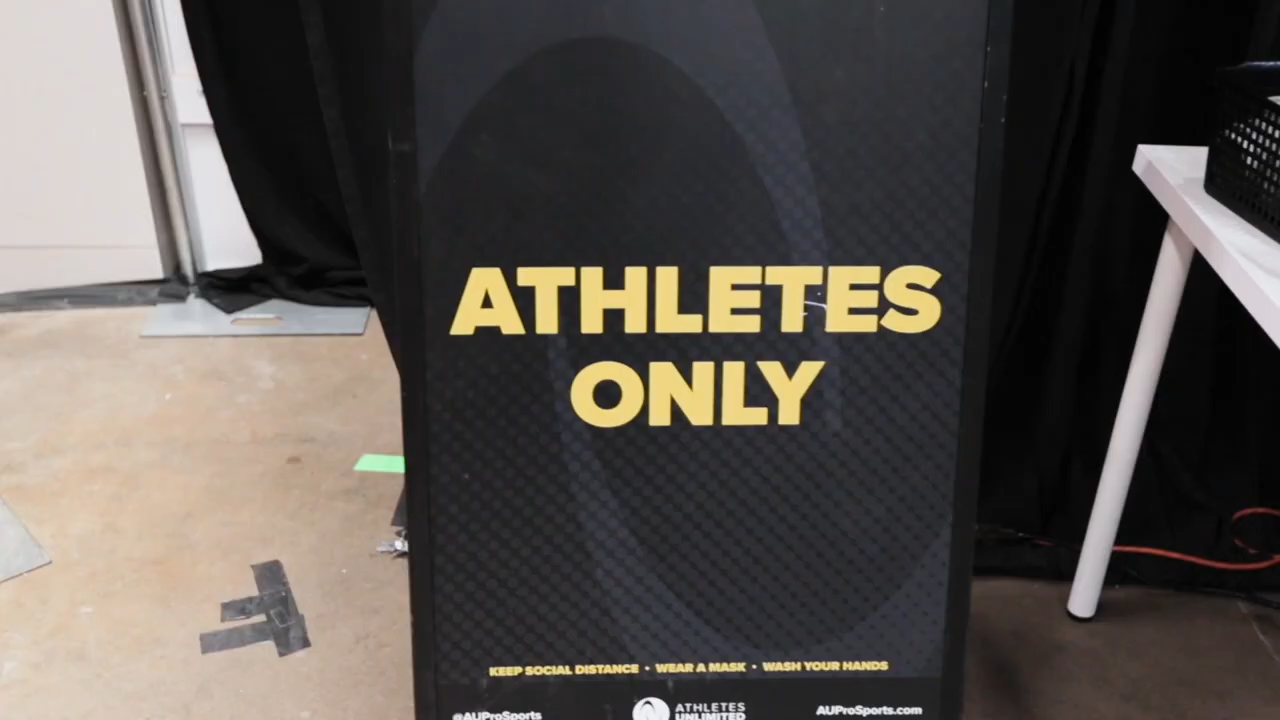 ATHLETES
ONLY
KEEP SOCIAL DISTANCE • WEAR A MASK • WASH YOUR HANDS
@AUProSports
ATHLETES
UNLIMITED
AUProSports.com